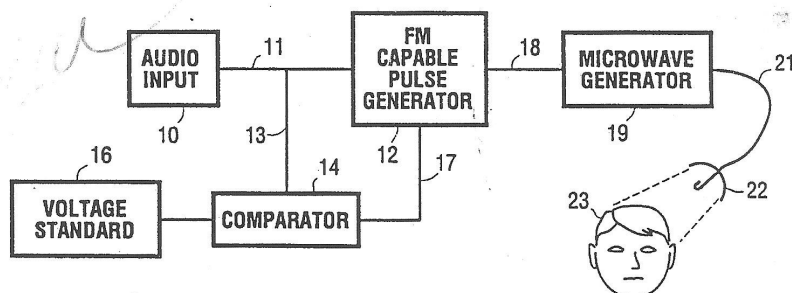 AUDIO INPUT
10
11
FM CAPABLE PULSE GENERATOR
12
18
MICROWAVE GENERATOR
19
21
13
17
16
VOLTAGE STANDARD
14
COMPARATOR
23
22